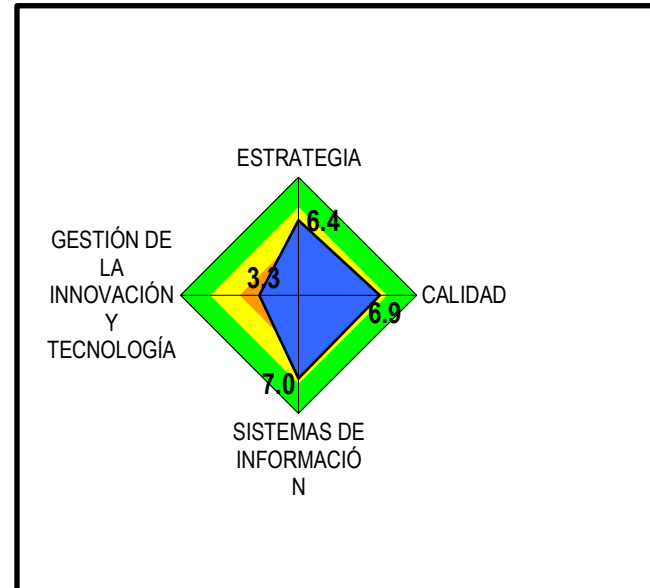 ESTRATEGIA
6.4
GESTIÓN DE
LA
INNOVACIÓN
Y
TECNOLOGÍA
3.3
CALIDAD
6.9
7.0
SISTEMAS DE
INFORMACIÓ
N